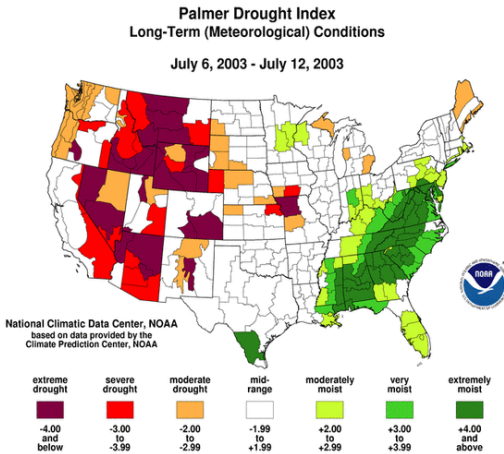 Palmer Drought Index
Long-Term (Meteorological) Conditions
July 6, 2003 - July 12, 2003
NOAA
National Climatic Data Center, NOAA
based on data provided by the
Climate Prediction Center, NOAA
extreme drought
severe drought
moderate drought
mid-range
moderately moist
very moist
extremely moist
-4.00 and below
-3.00 to -3.99
-2.00 to -2.99
-1.99 to +1.99
+2.00 to +2.99
+3.00 to +3.99
+4.00 and above